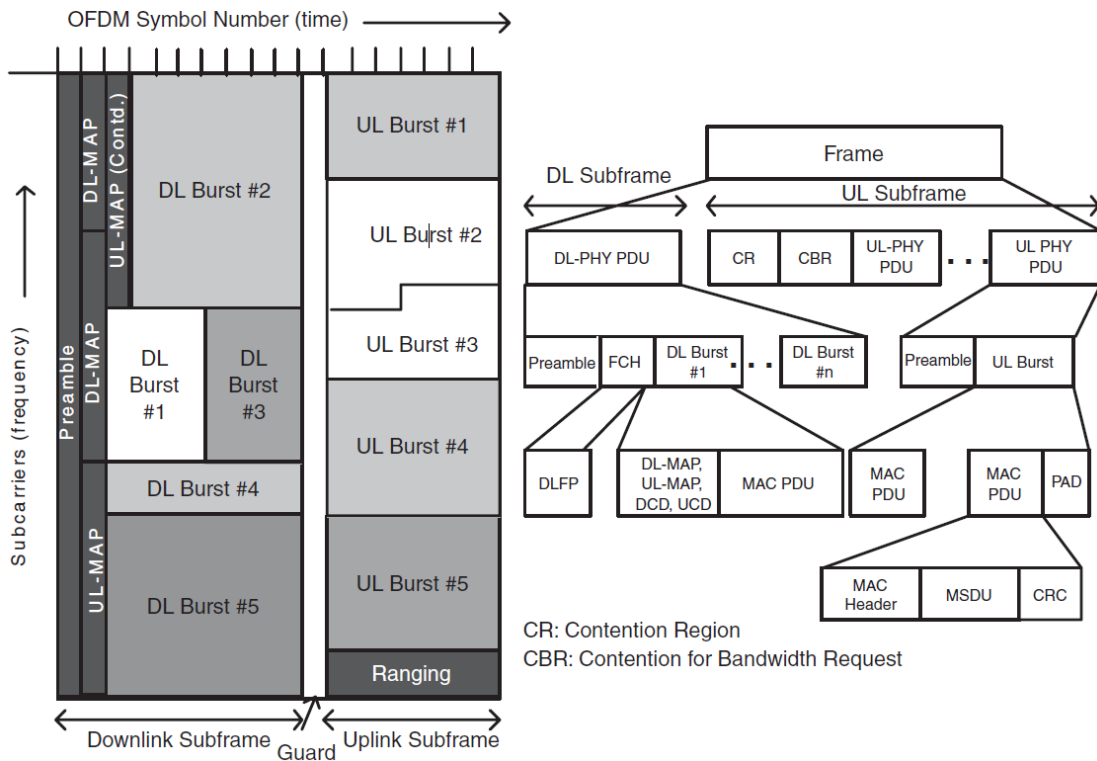 OFDM Symbol Number (time)
Subcarriers (frequency)
Preamble
DL-MAP
DL-MAP
UL-MAP
UL-MAP (Contd.)
DL Burst #2
DL
Burst
#1
DL
Burst
#3
DL Burst #4
DL Burst #5
UL Burst #1
UL Burst #2
UL Burst #3
UL Burst #4
UL Burst #5
Ranging
Downlink Subframe
Guard
Uplink Subframe
Frame
DL Subframe
UL Subframe
DL-PHY PDU
CR
CBR
UL-PHY
PDU
. . .
UL PHY
PDU
Preamble
FCH
DL Burst
#1
. . .
DL Burst
#n
Preamble
UL Burst
DLFP
DL-MAP,
UL-MAP,
DCD, UCD
MAC PDU
MAC
PDU
MAC
PDU
PAD
MAC
Header
MSDU
CRC
CR: Contention Region
CBR: Contention for Bandwidth Request